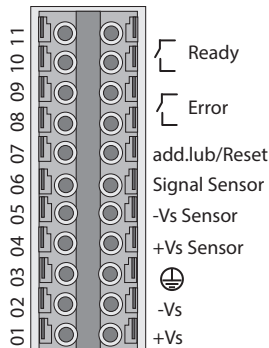 11
10
Ready
09
08
Error
07
add.lub/Reset
06
Signal Sensor
05
-Vs Sensor
04
+Vs Sensor
03
02
-Vs
01
+Vs